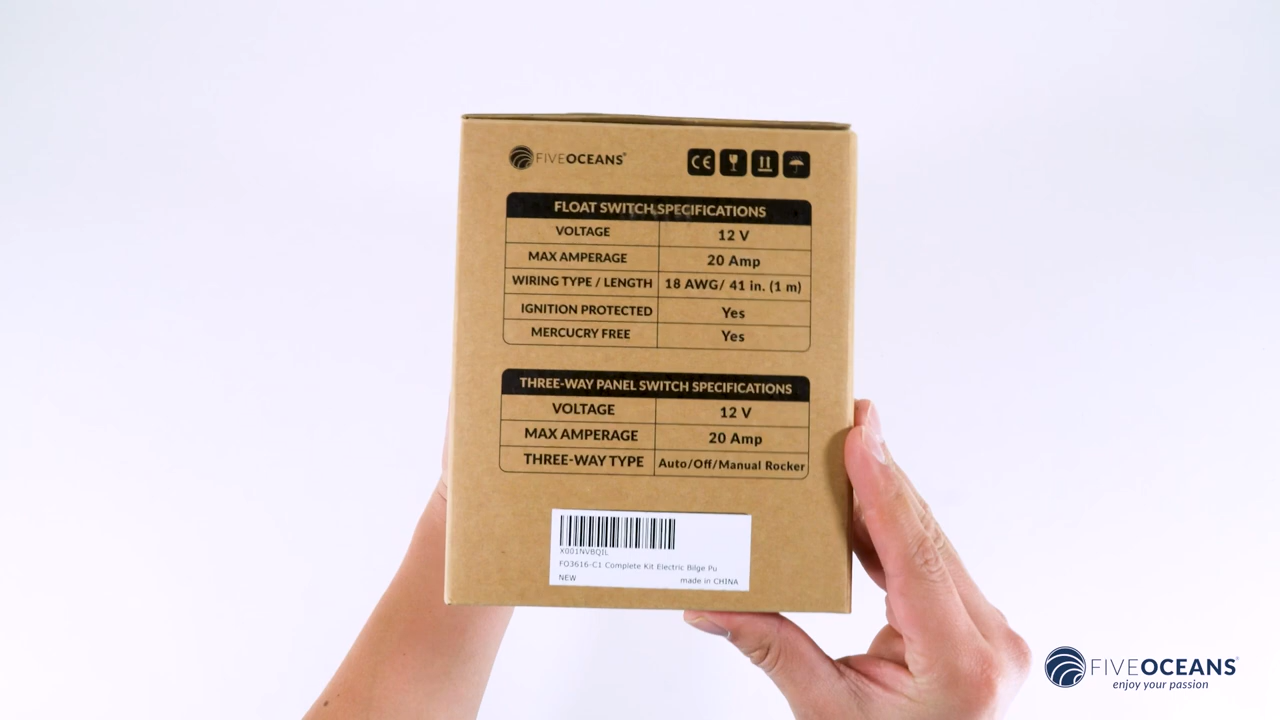 FIVEOCEANS®
CE
FLOAT SWITCH SPECIFICATIONS
VOLTAGE 12 V
MAX AMPERAGE 20 Amp
WIRING TYPE / LENGTH 18 AWG/ 41 in. (1 m)
IGNITION PROTECTED Yes
MERCUCRY FREE Yes
THREE-WAY PANEL SWITCH SPECIFICATIONS
VOLTAGE 12 V
MAX AMPERAGE 20 Amp
THREE-WAY TYPE Auto/Off/Manual Rocker
X001NVBQIL
FO3616-C1 Complete Kit Electric Bilge Pu
NEW made in CHINA
FIVEOCEANS®
enjoy your passion